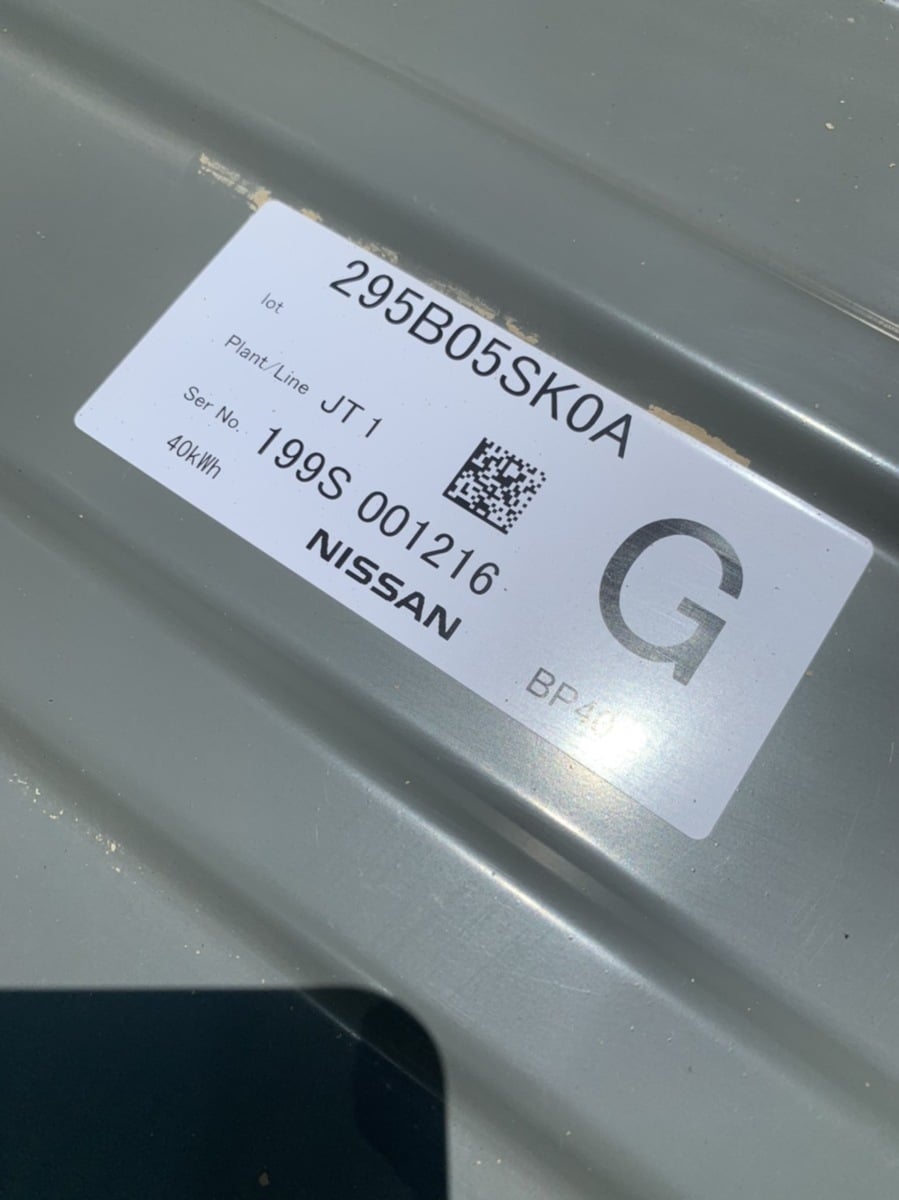 295B05SK0A
lot
Plant/Line JT 1
Ser No. 199S 001216
40kWh
NISSAN
G